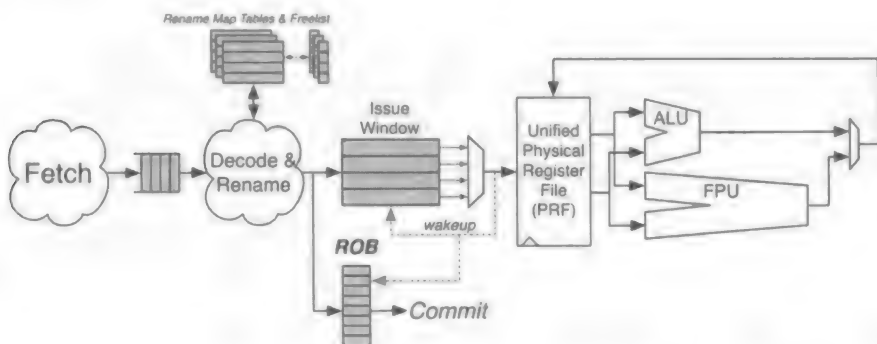 Rename Map Tables & Freelist
Issue
Window
Fetch
Decode &
Rename
Unified
Physical
Register
File
(PRF)
ALU
FPU
wakeup
ROB
Commit